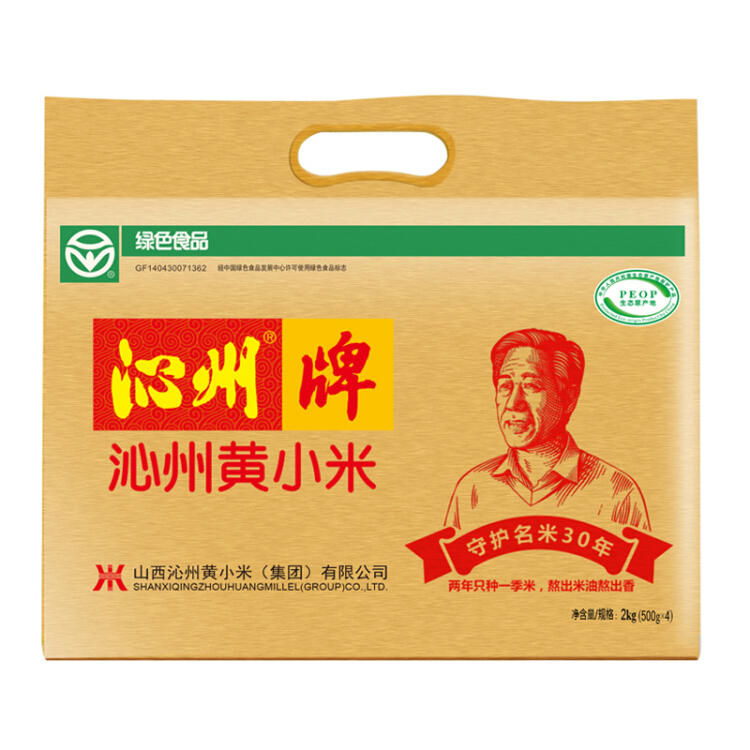 绿色食品
GF140430071362 经中国绿色食品发展中心许可使用绿色食品标志
®
PEOP
生态原产地
沁州® 牌
沁州黄小米
守护名米30年
山西沁州黄小米（集团）有限公司
SHANXIQINGZHOUHUANGMILLEL(GROUP)CO.,LTD.
两年只种一季米，熬出米油熬出香
净含量/规格：2kg(500g×4)